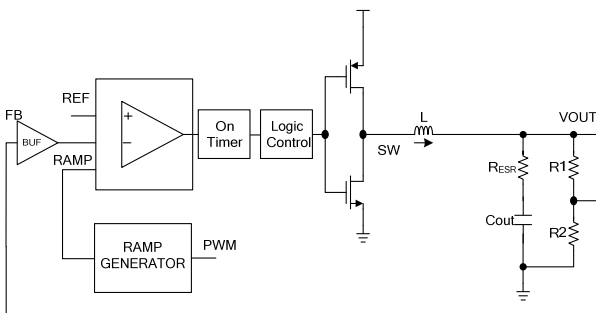 FB
BUF
REF
RAMP
+
−
On
Timer
Logic
Control
SW
L
VOUT
RESR
R1
Cout
R2
RAMP
GENERATOR
PWM